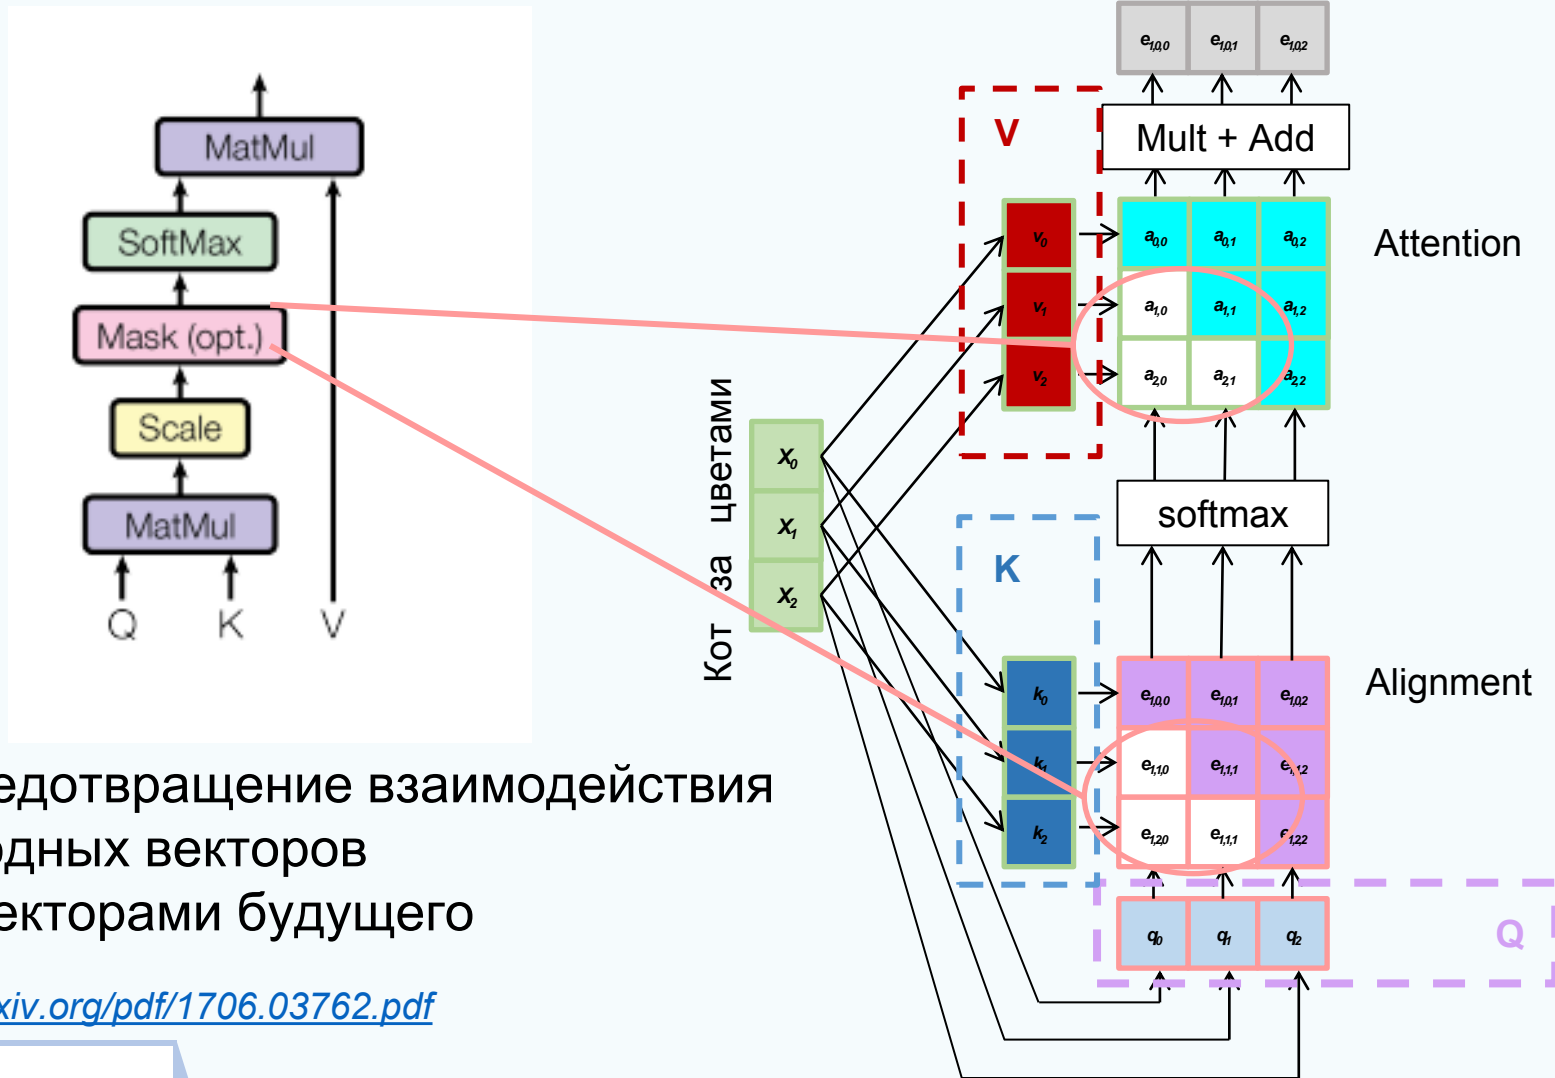 MatMul
SoftMax
Mask (opt.)
Scale
MatMul
Q K V
едотвращение взаимодействия
одных векторов
екторами будущего
xiv.org/pdf/1706.03762.pdf
Кот за цветами
X0
X1
X2
e1,0,0 e1,0,1 e1,0,2
Mult + Add
V
v0 a0,0 a0,1 a0,2
v1 a1,0 a1,1 a1,2
v2 a2,0 a2,1 a2,2
Attention
softmax
K
k0 e1,0,0 e1,0,1 e1,0,2
k1 e1,1,0 e1,1,1 e1,1,2
k2 e1,2,0 e1,1,1 e1,2,2
Alignment
q0 q1 q2
Q